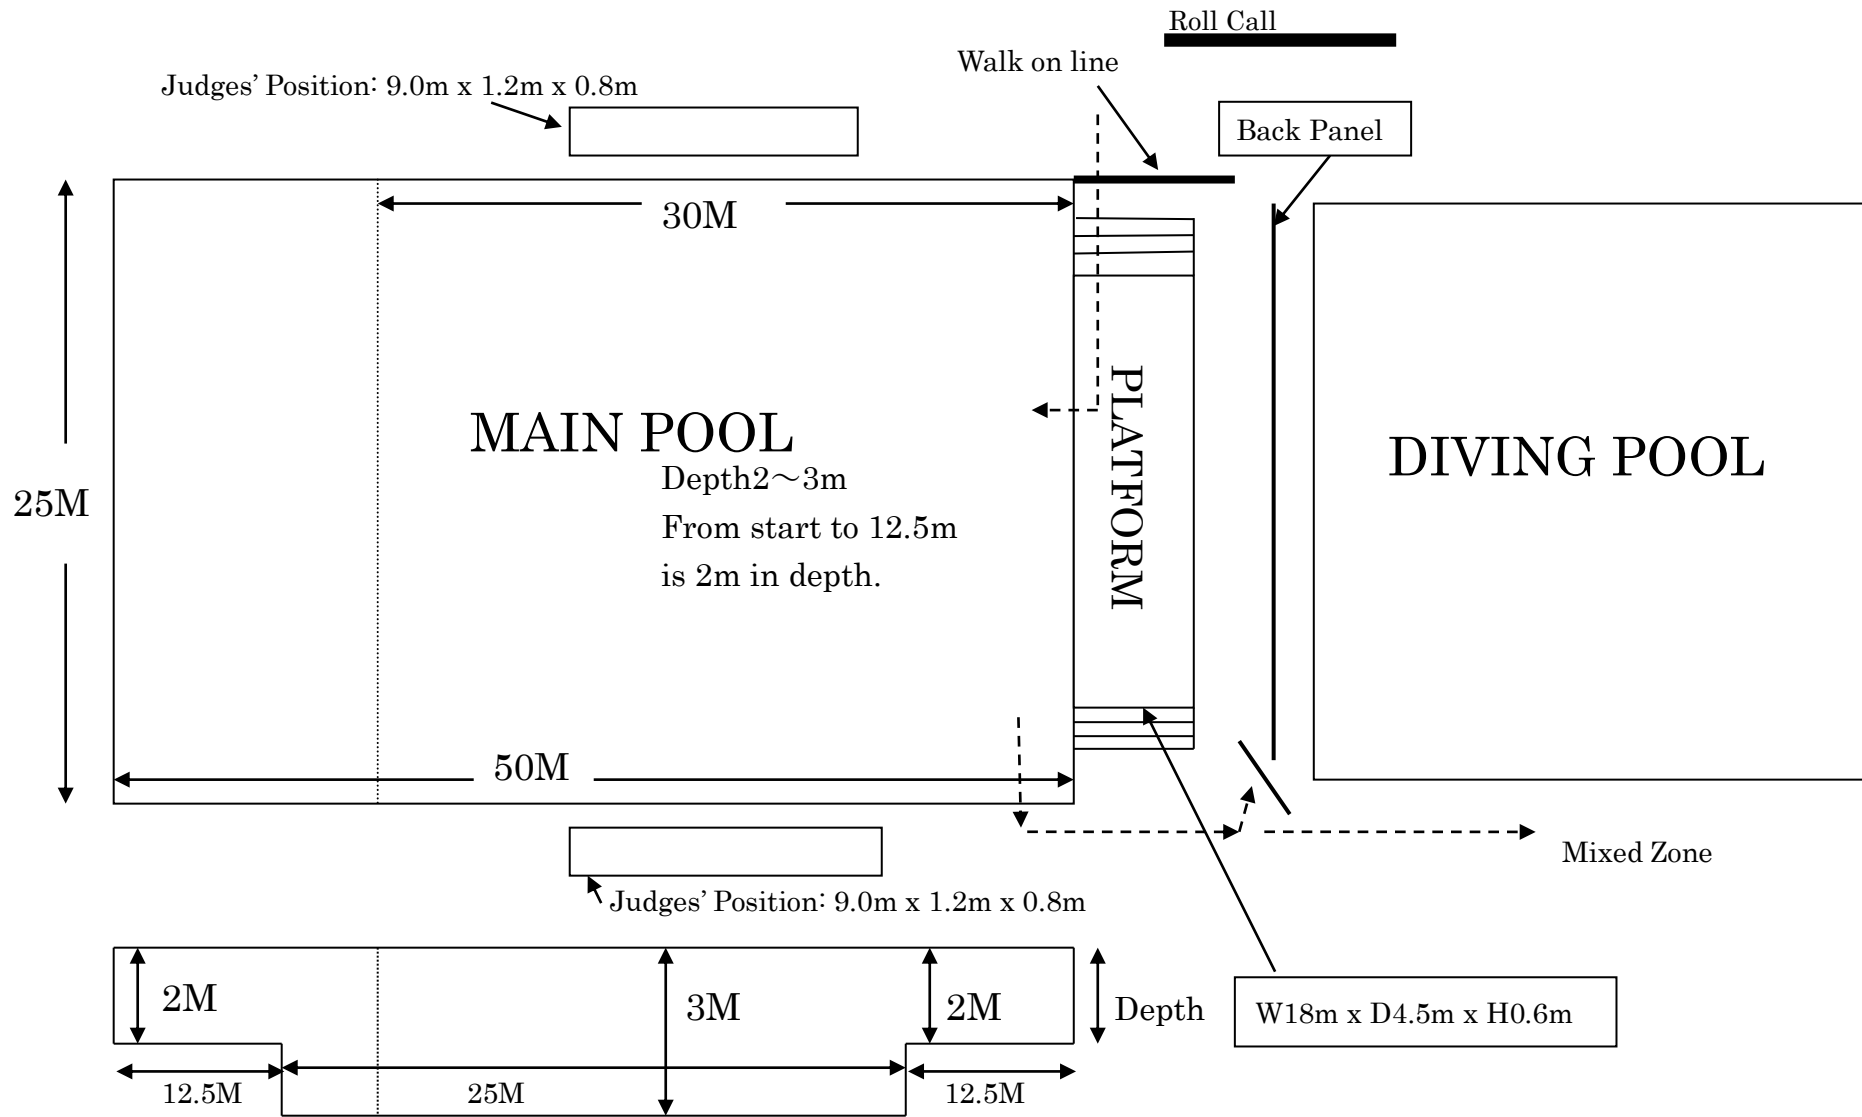 Roll Call
Walk on line
Judges’ Position: 9.0m x 1.2m x 0.8m
Back Panel
30M
PLATFORM
MAIN POOL
DIVING POOL
Depth2～3m
25M
From start to 12.5m
is 2m in depth.
50M
Mixed Zone
Judges’ Position: 9.0m x 1.2m x 0.8m
2M
3M
2M
Depth
W18m x D4.5m x H0.6m
12.5M
25M
12.5M